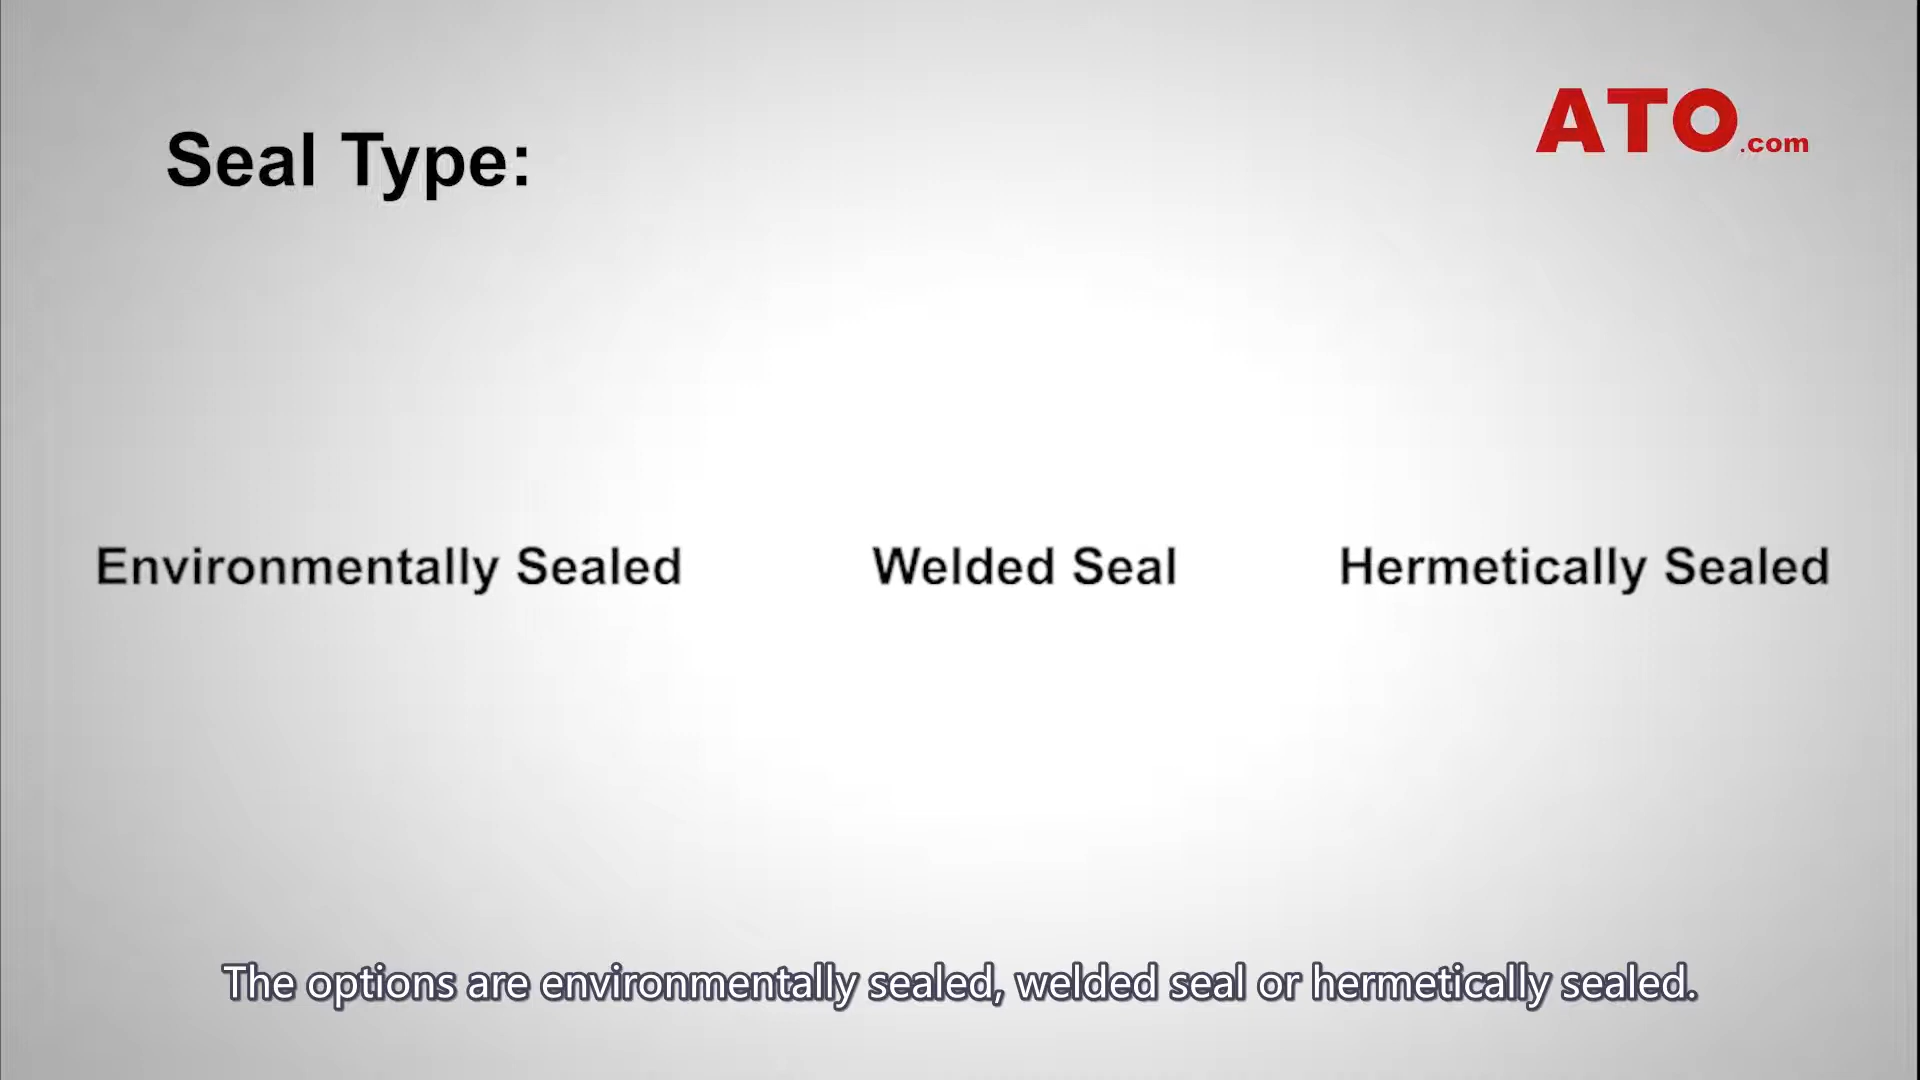 ATO.com
Seal Type:
Environmentally Sealed Welded Seal Hermetically Sealed
The options are environmentally sealed, welded seal or hermetically sealed.